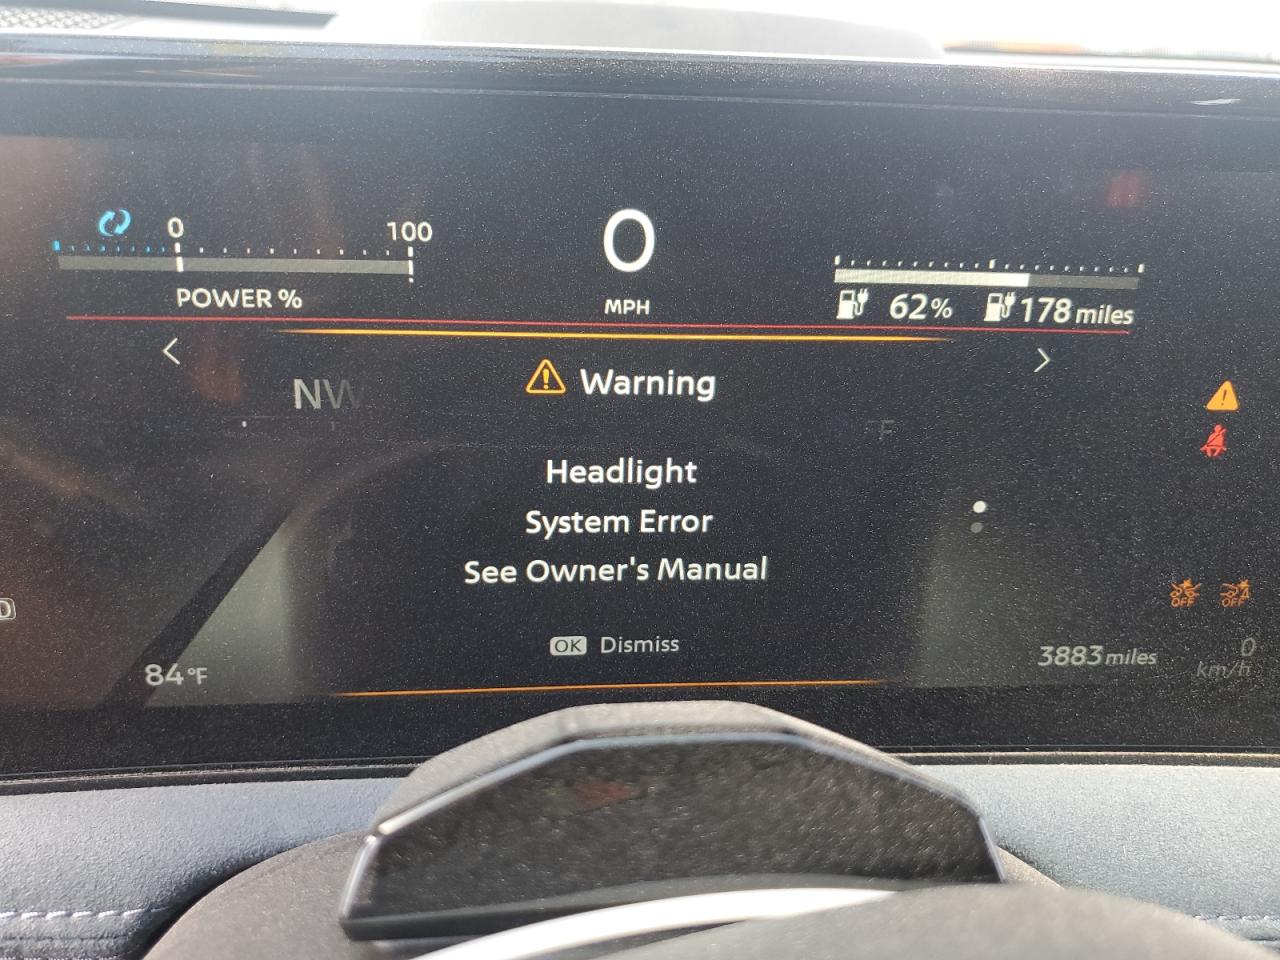 0
100
POWER %
0
MPH
62%
178 miles
NW
Warning
°F
Headlight
System Error
See Owner's Manual
OFF
OFF
OK Dismiss
84°F
3883 miles
0
km/h